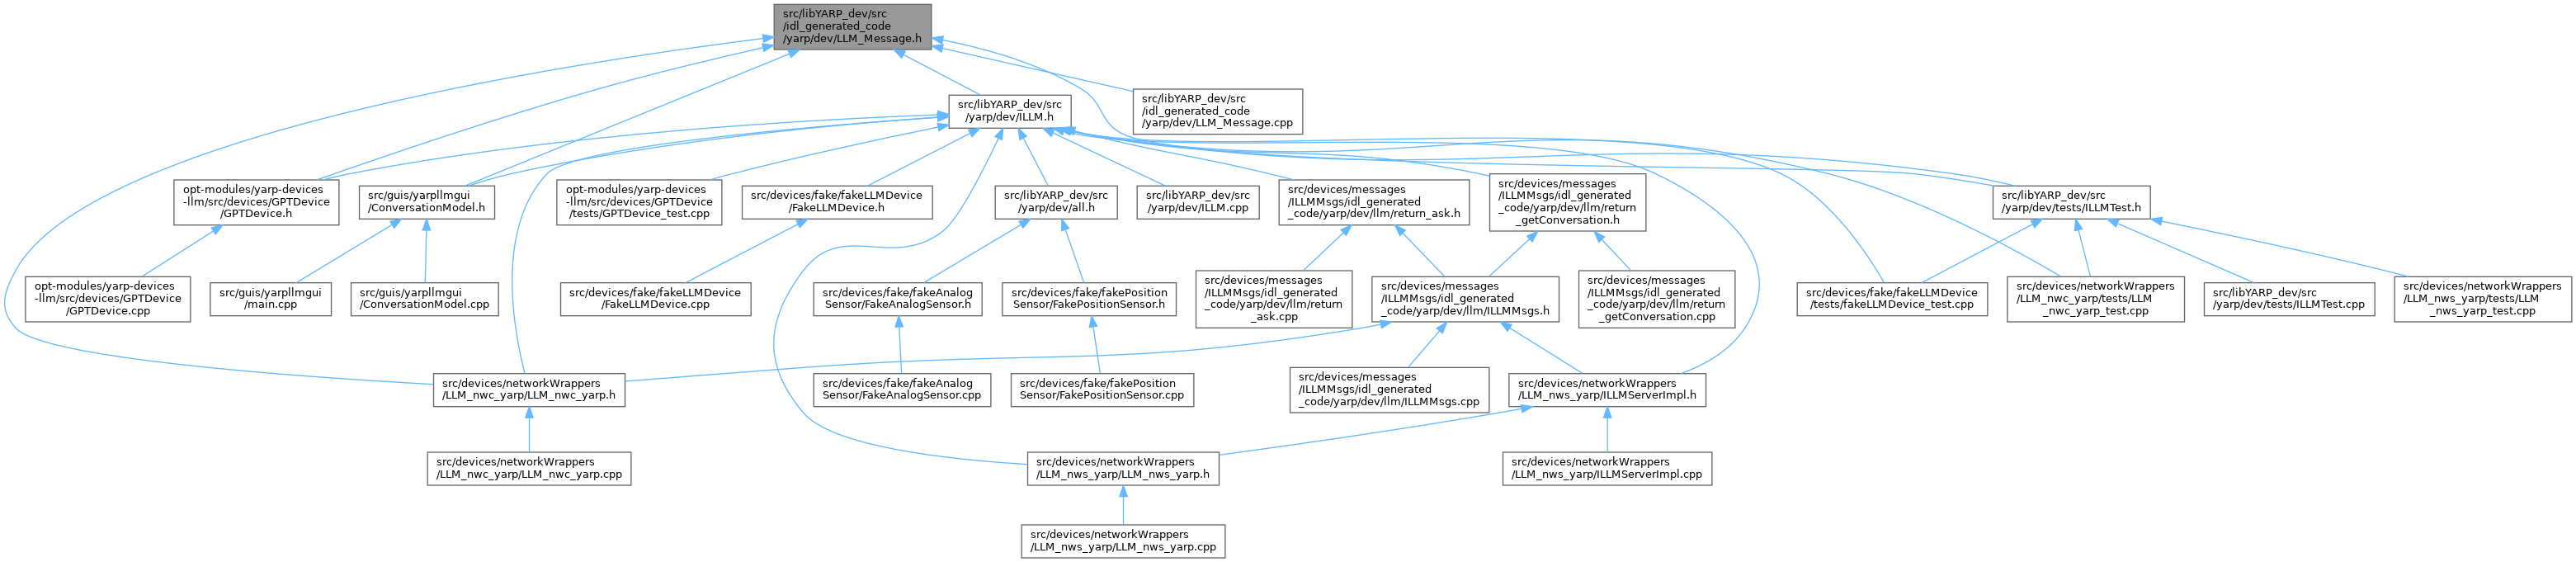 src/libYARP_dev/src
/idl_generated_code
/yarp/dev/LLM_Message.h
src/libYARP_dev/src
/yarp/dev/ILLM.h
src/libYARP_dev/src
/idl_generated_code
/yarp/dev/LLM_Message.cpp
opt-modules/yarp-devices
-llm/src/devices/GPTDevice
/GPTDevice.h
src/guis/yarpllmgui
/ConversationModel.h
opt-modules/yarp-devices
-llm/src/devices/GPTDevice
/tests/GPTDevice_test.cpp
src/devices/fake/fakeLLMDevice
/FakeLLMDevice.h
src/libYARP_dev/src
/yarp/dev/all.h
src/libYARP_dev/src
/yarp/dev/ILLM.cpp
src/devices/messages
/ILLMMsgs/idl_generated
_code/yarp/dev/llm/return_ask.h
src/devices/messages
/ILLMMsgs/idl_generated
_code/yarp/dev/llm/return
_getConversation.h
src/libYARP_dev/src
/yarp/dev/tests/ILLMTest.h
opt-modules/yarp-devices
-llm/src/devices/GPTDevice
/GPTDevice.cpp
src/guis/yarpllmgui
/main.cpp
src/guis/yarpllmgui
/ConversationModel.cpp
src/devices/fake/fakeLLMDevice
/FakeLLMDevice.cpp
src/devices/fake/fakeAnalog
Sensor/FakeAnalogSensor.h
src/devices/fake/fakePosition
Sensor/FakePositionSensor.h
src/devices/messages
/ILLMMsgs/idl_generated
_code/yarp/dev/llm/return
_ask.cpp
src/devices/messages
/ILLMMsgs/idl_generated
_code/yarp/dev/llm/ILLMMsgs.h
src/devices/messages
/ILLMMsgs/idl_generated
_code/yarp/dev/llm/return
_getConversation.cpp
src/devices/fake/fakeLLMDevice
/tests/fakeLLMDevice_test.cpp
src/devices/networkWrappers
/LLM_nwc_yarp/tests/LLM
_nwc_yarp_test.cpp
src/libYARP_dev/src
/yarp/dev/tests/ILLMTest.cpp
src/devices/networkWrappers
/LLM_nws_yarp/tests/LLM
_nws_yarp_test.cpp
src/devices/networkWrappers
/LLM_nwc_yarp/LLM_nwc_yarp.h
src/devices/fake/fakeAnalog
Sensor/FakeAnalogSensor.cpp
src/devices/fake/fakePosition
Sensor/FakePositionSensor.cpp
src/devices/messages
/ILLMMsgs/idl_generated
_code/yarp/dev/llm/ILLMMsgs.cpp
src/devices/networkWrappers
/LLM_nws_yarp/ILLMServerImpl.h
src/devices/networkWrappers
/LLM_nwc_yarp/LLM_nwc_yarp.cpp
src/devices/networkWrappers
/LLM_nws_yarp/LLM_nws_yarp.h
src/devices/networkWrappers
/LLM_nws_yarp/ILLMServerImpl.cpp
src/devices/networkWrappers
/LLM_nws_yarp/LLM_nws_yarp.cpp